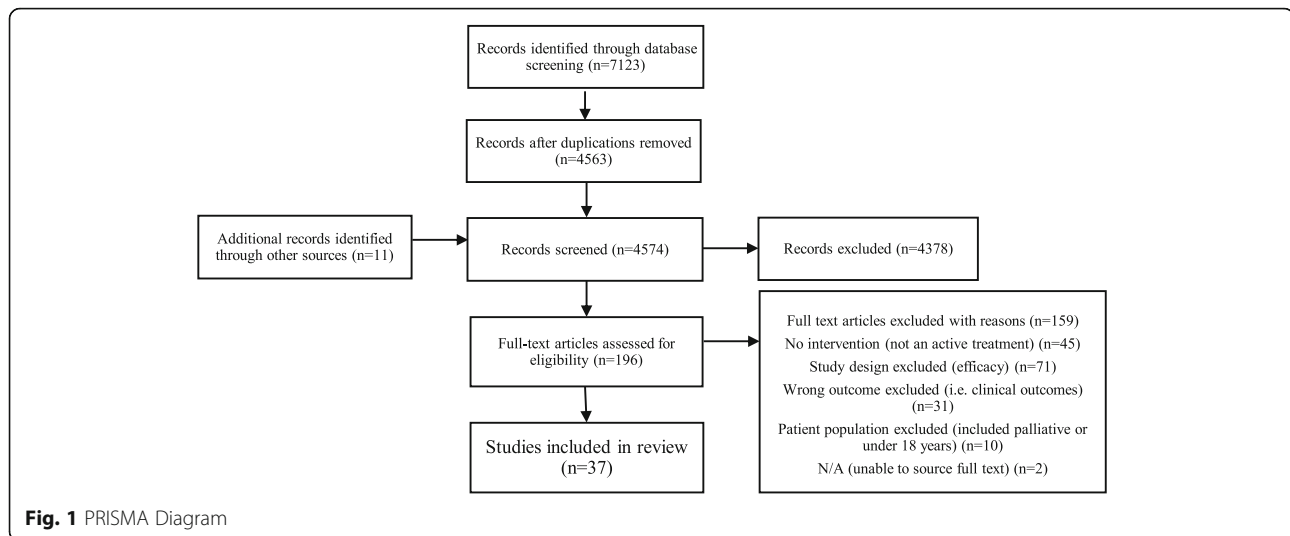 Records identified through database
screening (n=7123)
Records after duplications removed
(n=4563)
Additional records identified
through other sources (n=11)
Records screened (n=4574)
Records excluded (n=4378)
Full-text articles assessed for
eligibility (n=196)
Full text articles excluded with reasons (n=159)
No intervention (not an active treatment) (n=45)
Study design excluded (efficacy) (n=71)
Wrong outcome excluded (i.e. clinical outcomes)
(n=31)
Patient population excluded (included palliative or
under 18 years) (n=10)
N/A (unable to source full text) (n=2)
Studies included in review
(n=37)
Fig. 1 PRISMA Diagram